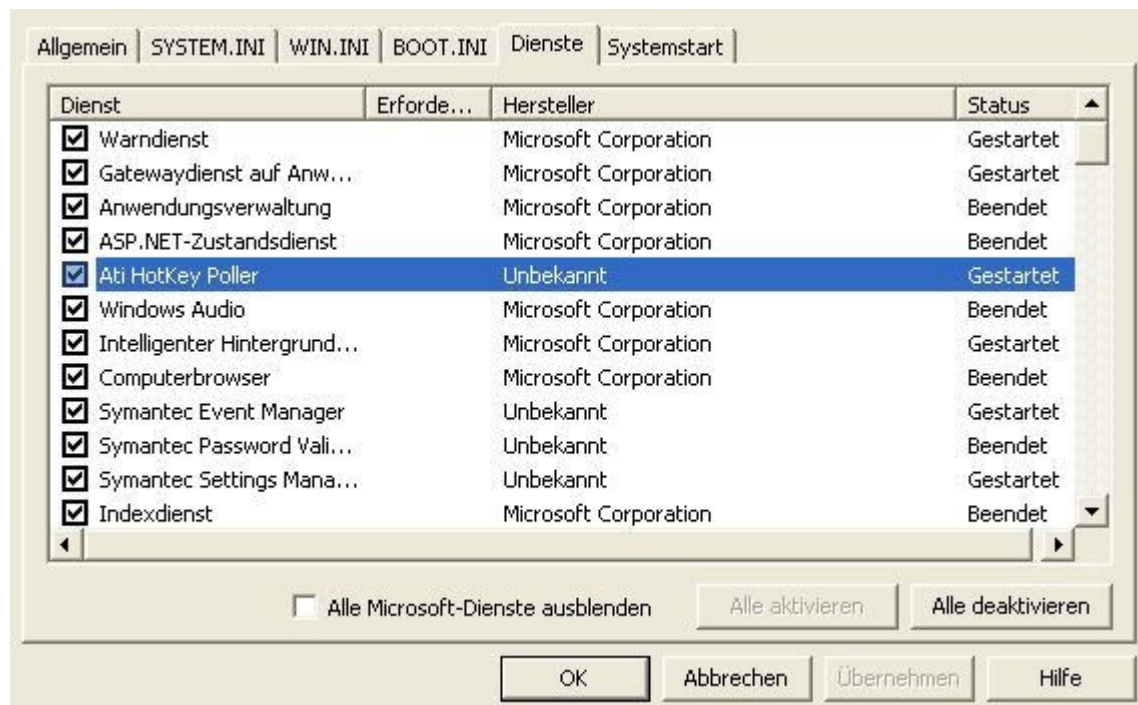 Allgemein SYSTEM.INI WIN.INI BOOT.INI Dienste Systemstart
Dienst Erforde... Hersteller Status
Warndienst Microsoft Corporation Gestartet
Gatewaydienst auf Anw... Microsoft Corporation Gestartet
Anwendungsverwaltung Microsoft Corporation Beendet
ASP.NET-Zustandsdienst Microsoft Corporation Beendet
Ati HotKey Poller Unbekannt Gestartet
Windows Audio Microsoft Corporation Beendet
Intelligenter Hintergrund... Microsoft Corporation Gestartet
Computerbrowser Microsoft Corporation Beendet
Symantec Event Manager Unbekannt Gestartet
Symantec Password Vali... Unbekannt Beendet
Symantec Settings Mana... Unbekannt Gestartet
Indexdienst Microsoft Corporation Beendet
Alle Microsoft-Dienste ausblenden Alle aktivieren Alle deaktivieren
OK Abbrechen Übernehmen Hilfe